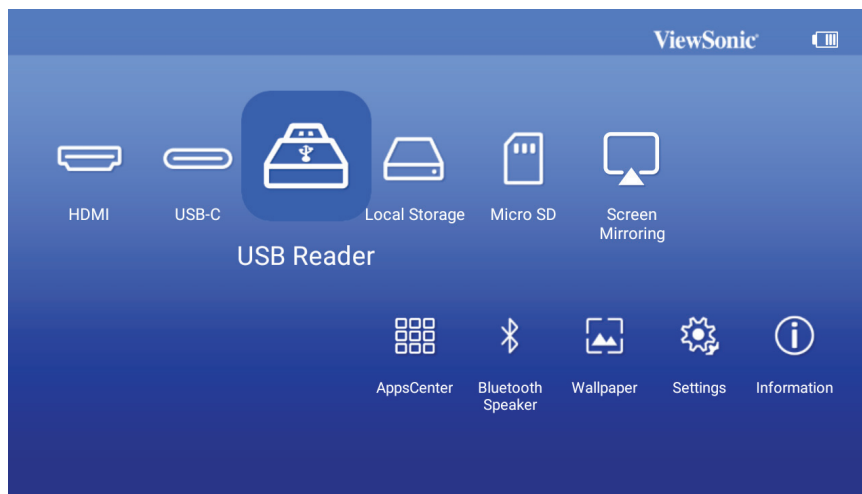 ViewSonic
HDMI
USB-C
USB Reader
Local Storage
Micro SD
Screen
Mirroring
AppsCenter
Bluetooth
Speaker
Wallpaper
Settings
Information